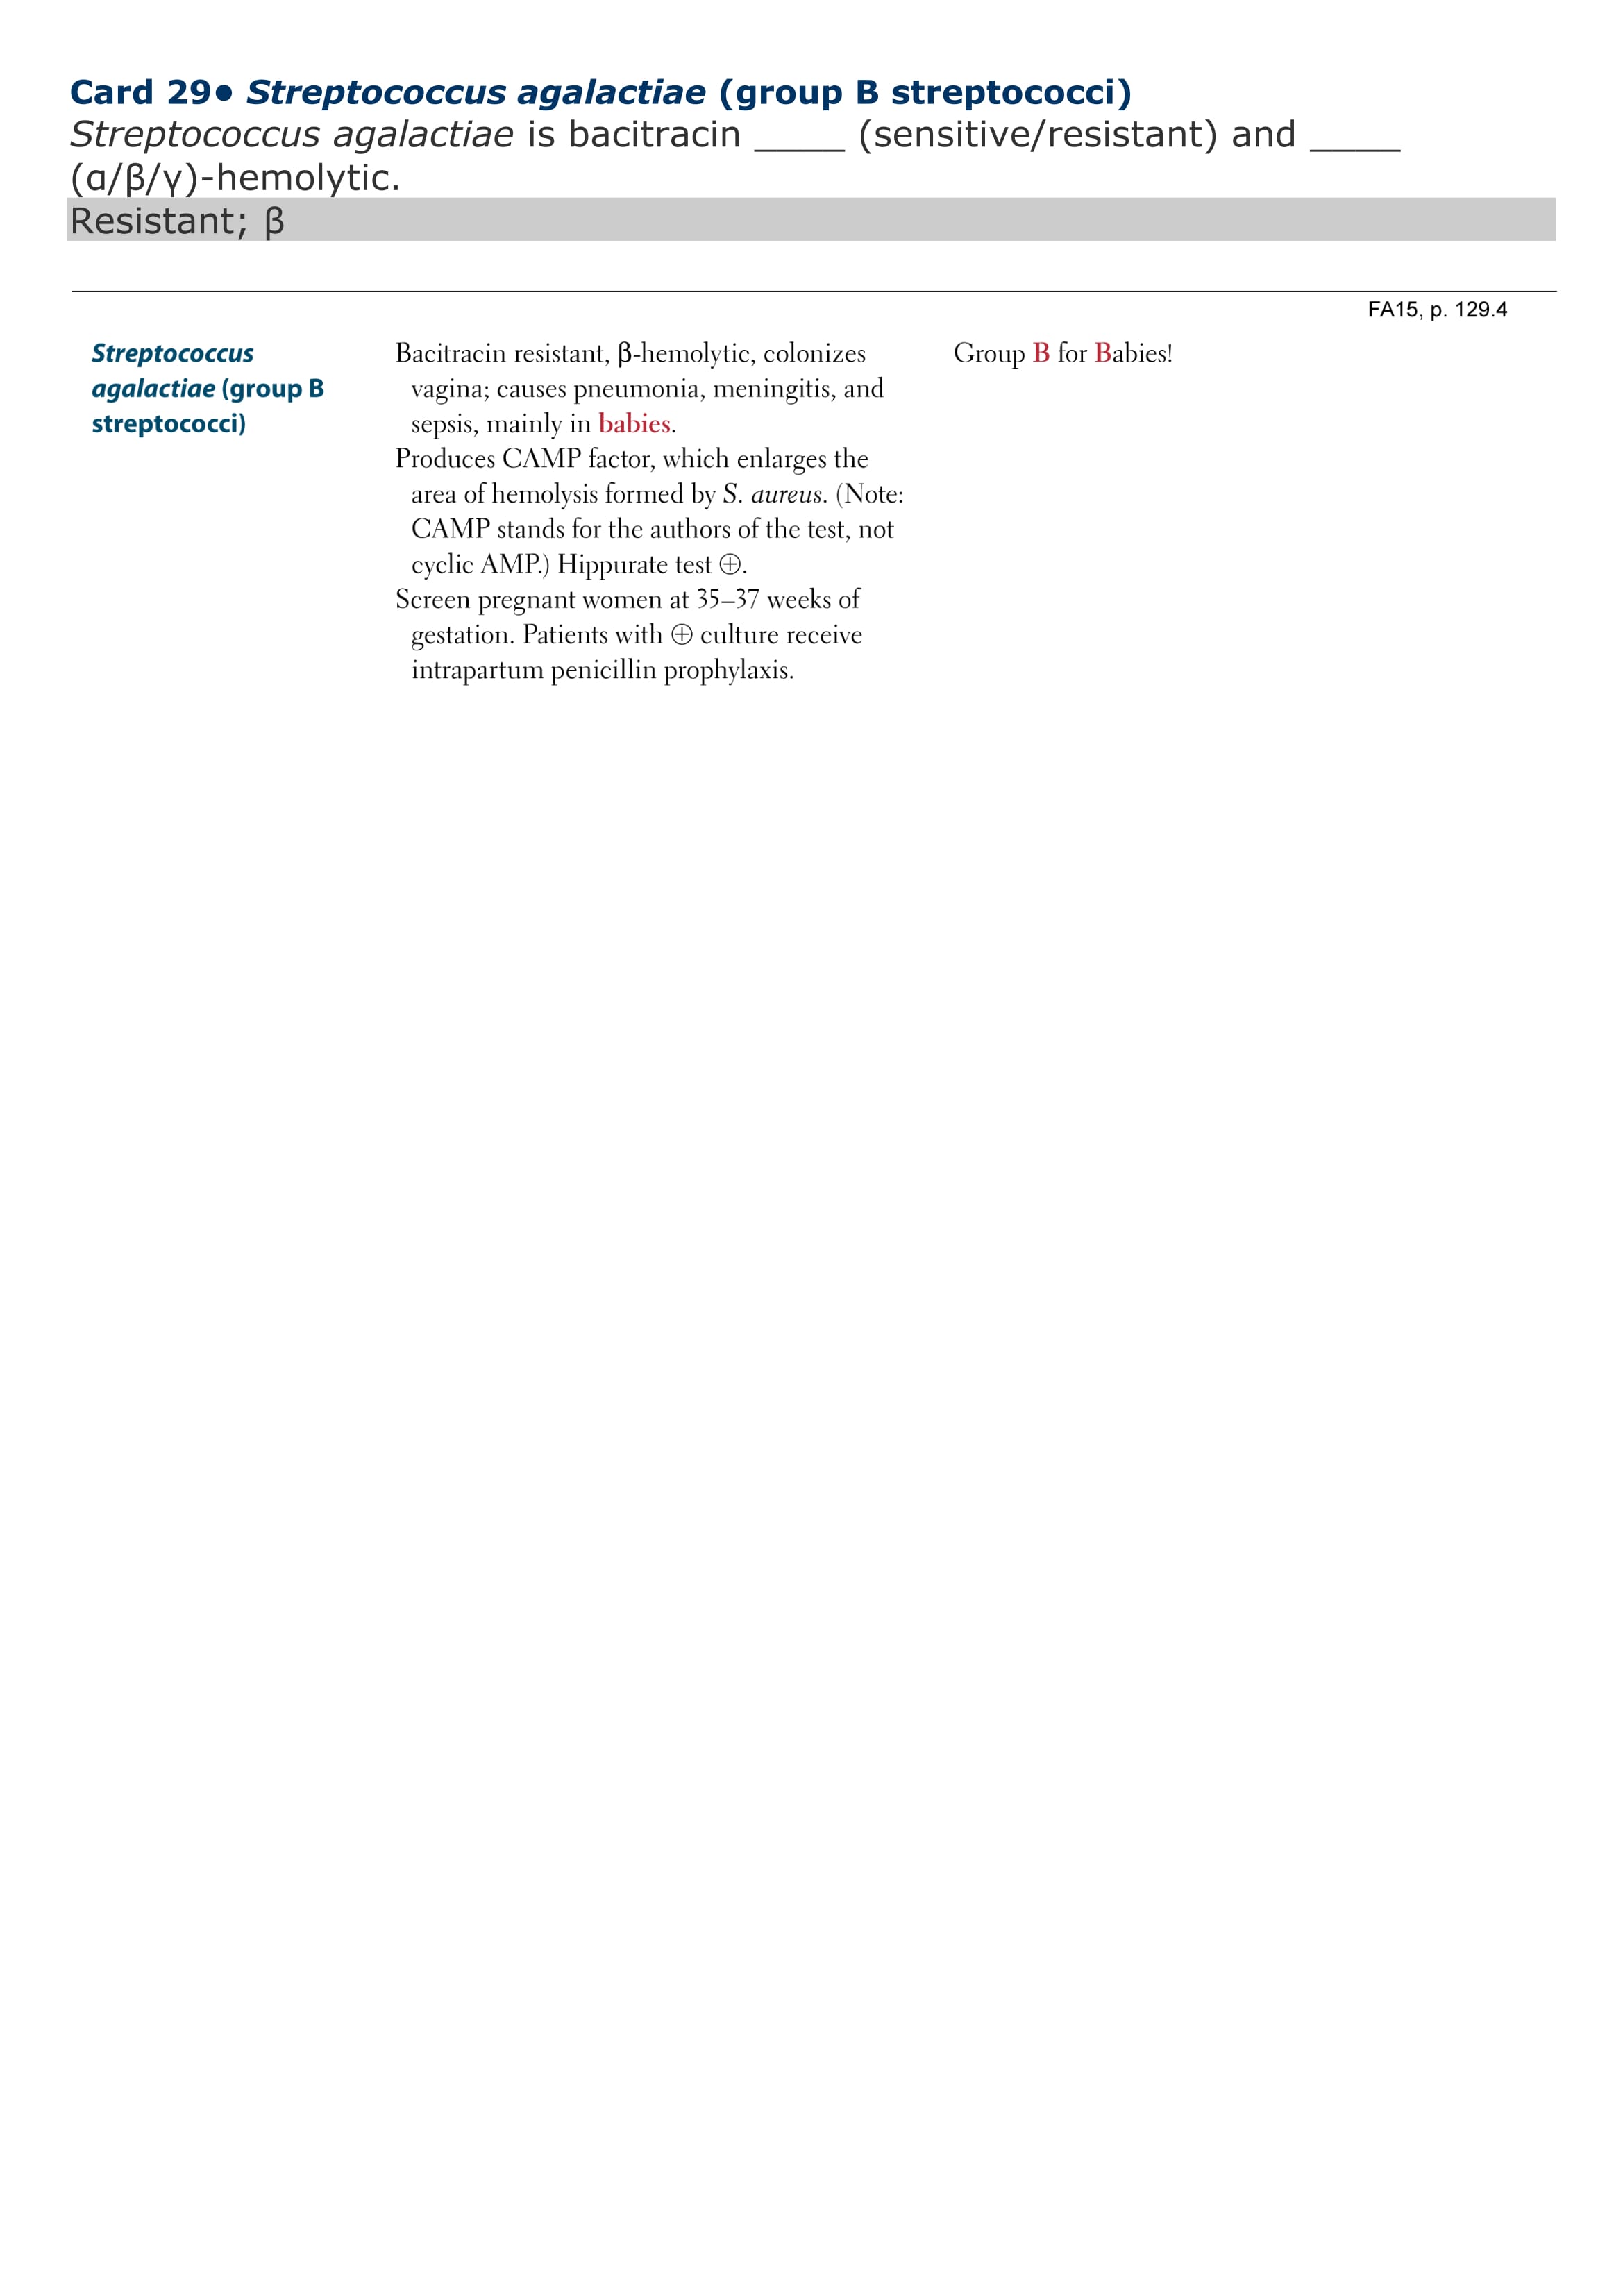 Card 29• Streptococcus agalactiae (group B streptococci)
Streptococcus agalactiae is bacitracin _____ (sensitive/resistant) and _____
(α/β/γ)-hemolytic.
Resistant; β
FA15, p. 129.4
Streptococcus
agalactiae (group B
streptococci)
Bacitracin resistant, β-hemolytic, colonizes
vagina; causes pneumonia, meningitis, and
sepsis, mainly in babies.
Produces CAMP factor, which enlarges the
area of hemolysis formed by S. aureus. (Note:
CAMP stands for the authors of the test, not
cyclic AMP.) Hippurate test ⊕.
Screen pregnant women at 35–37 weeks of
gestation. Patients with ⊕ culture receive
intrapartum penicillin prophylaxis.
Group B for Babies!